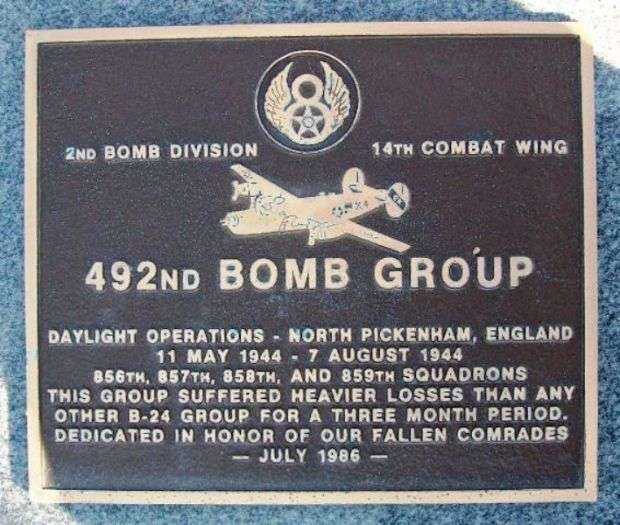 2ND BOMB DIVISION 14TH COMBAT WING
492ND BOMB GROUP
DAYLIGHT OPERATIONS - NORTH PICKENHAM, ENGLAND
11 MAY 1944 - 7 AUGUST 1944
856TH, 857TH, 858TH, AND 859TH SQUADRONS
THIS GROUP SUFFERED HEAVIER LOSSES THAN ANY
OTHER B-24 GROUP FOR A THREE MONTH PERIOD.
DEDICATED IN HONOR OF OUR FALLEN COMRADES
— JULY 1986 —